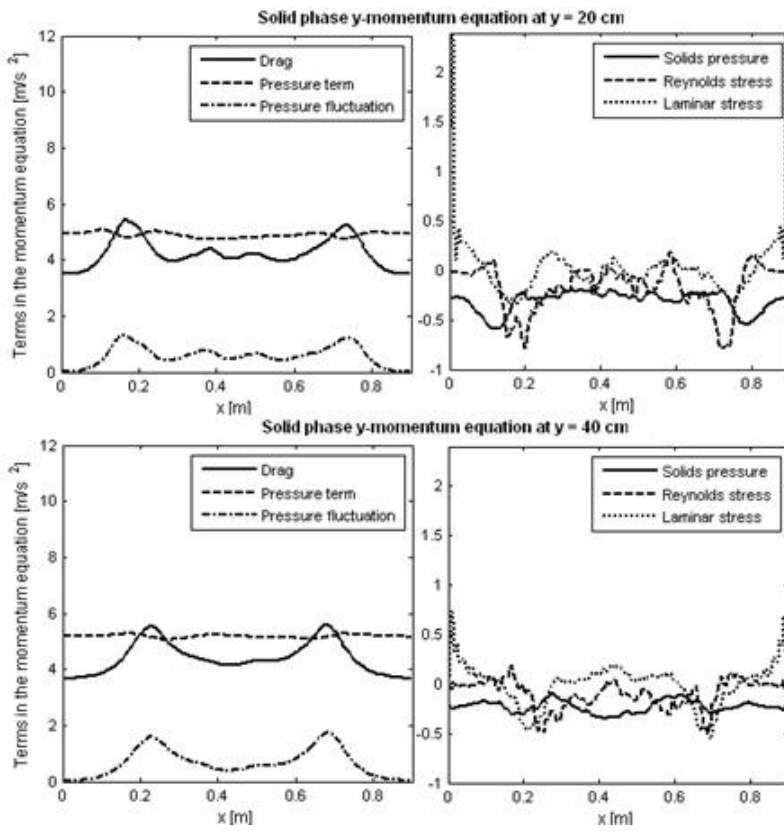 Solid phase y-momentum equation at y = 20 cm
Terms in the momentum equation [m/s²]
12
10
8
6
4
2
0
Drag
Pressure term
Pressure fluctuation
0
0.2
0.4
0.6
0.8
x [m]
2
1.5
1
0.5
0
-0.5
-1
Solids pressure
Reynolds stress
Laminar stress
0
0.2
0.4
0.6
0.8
x [m]
Solid phase y-momentum equation at y = 40 cm
Terms in the momentum equation [m/s²]
12
10
8
6
4
2
0
Drag
Pressure term
Pressure fluctuation
0
0.2
0.4
0.6
0.8
x [m]
2
1.5
1
0.5
0
-0.5
-1
Solids pressure
Reynolds stress
Laminar stress
0
0.2
0.4
0.6
0.8
x [m]